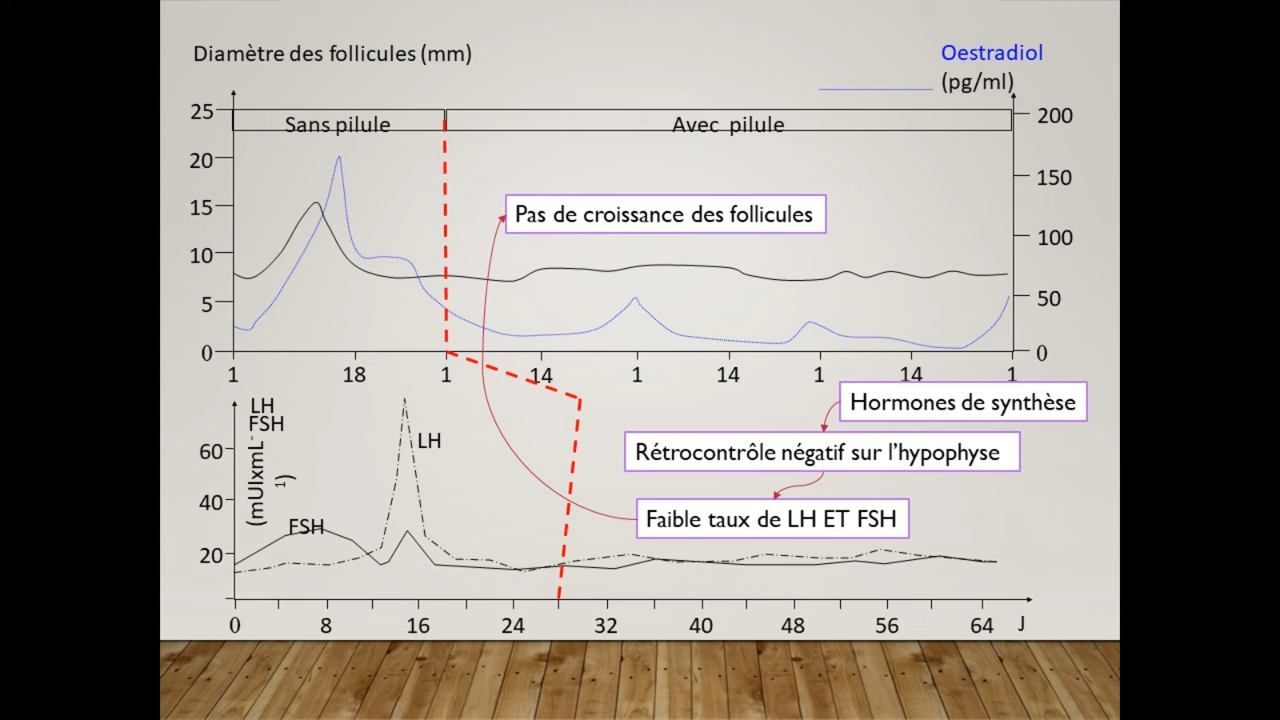 Diamètre des follicules (mm)
Oestradiol
(pg/ml)
25
20
15
10
5
0
Sans pilule
Avec pilule
200
150
100
50
0
Pas de croissance des follicules
1 18 1 14 1 14 1 14 1
Hormones de synthèse
Rétrocontrôle négatif sur l'hypophyse
Faible taux de LH ET FSH
LH
FSH
(mUIxmL-
1)
60
40
20
LH
FSH
0 8 16 24 32 40 48 56 64 J